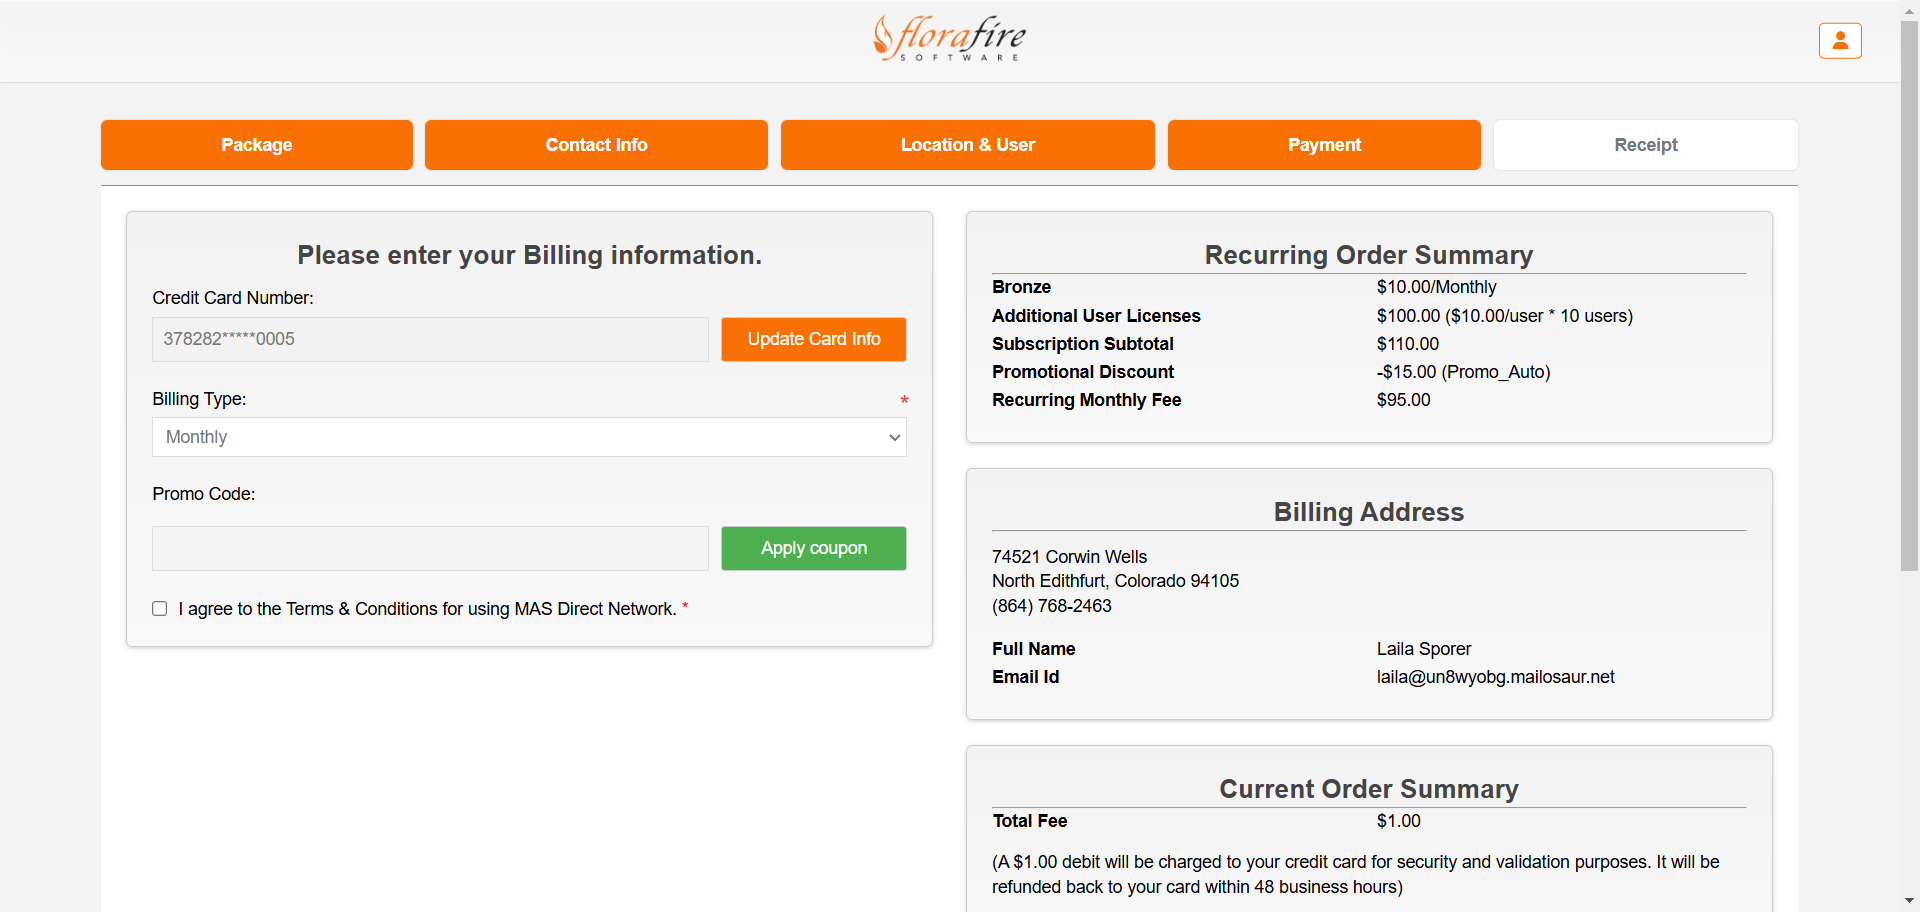 florafire
SOFTWARE
Package
Contact Info
Location & User
Payment
Receipt
Please enter your Billing information.
Credit Card Number:
378282*****0005
Update Card Info
Billing Type:
*
Monthly
Promo Code:
Apply coupon
I agree to the Terms & Conditions for using MAS Direct Network. *
Recurring Order Summary
Bronze $10.00/Monthly
Additional User Licenses $100.00 ($10.00/user * 10 users)
Subscription Subtotal $110.00
Promotional Discount -$15.00 (Promo_Auto)
Recurring Monthly Fee $95.00
Billing Address
74521 Corwin Wells
North Edithfurt, Colorado 94105
(864) 768-2463
Full Name Laila Sporer
Email Id laila@un8wyobg.mailosaur.net
Current Order Summary
Total Fee $1.00
(A $1.00 debit will be charged to your credit card for security and validation purposes. It will be
refunded back to your card within 48 business hours)